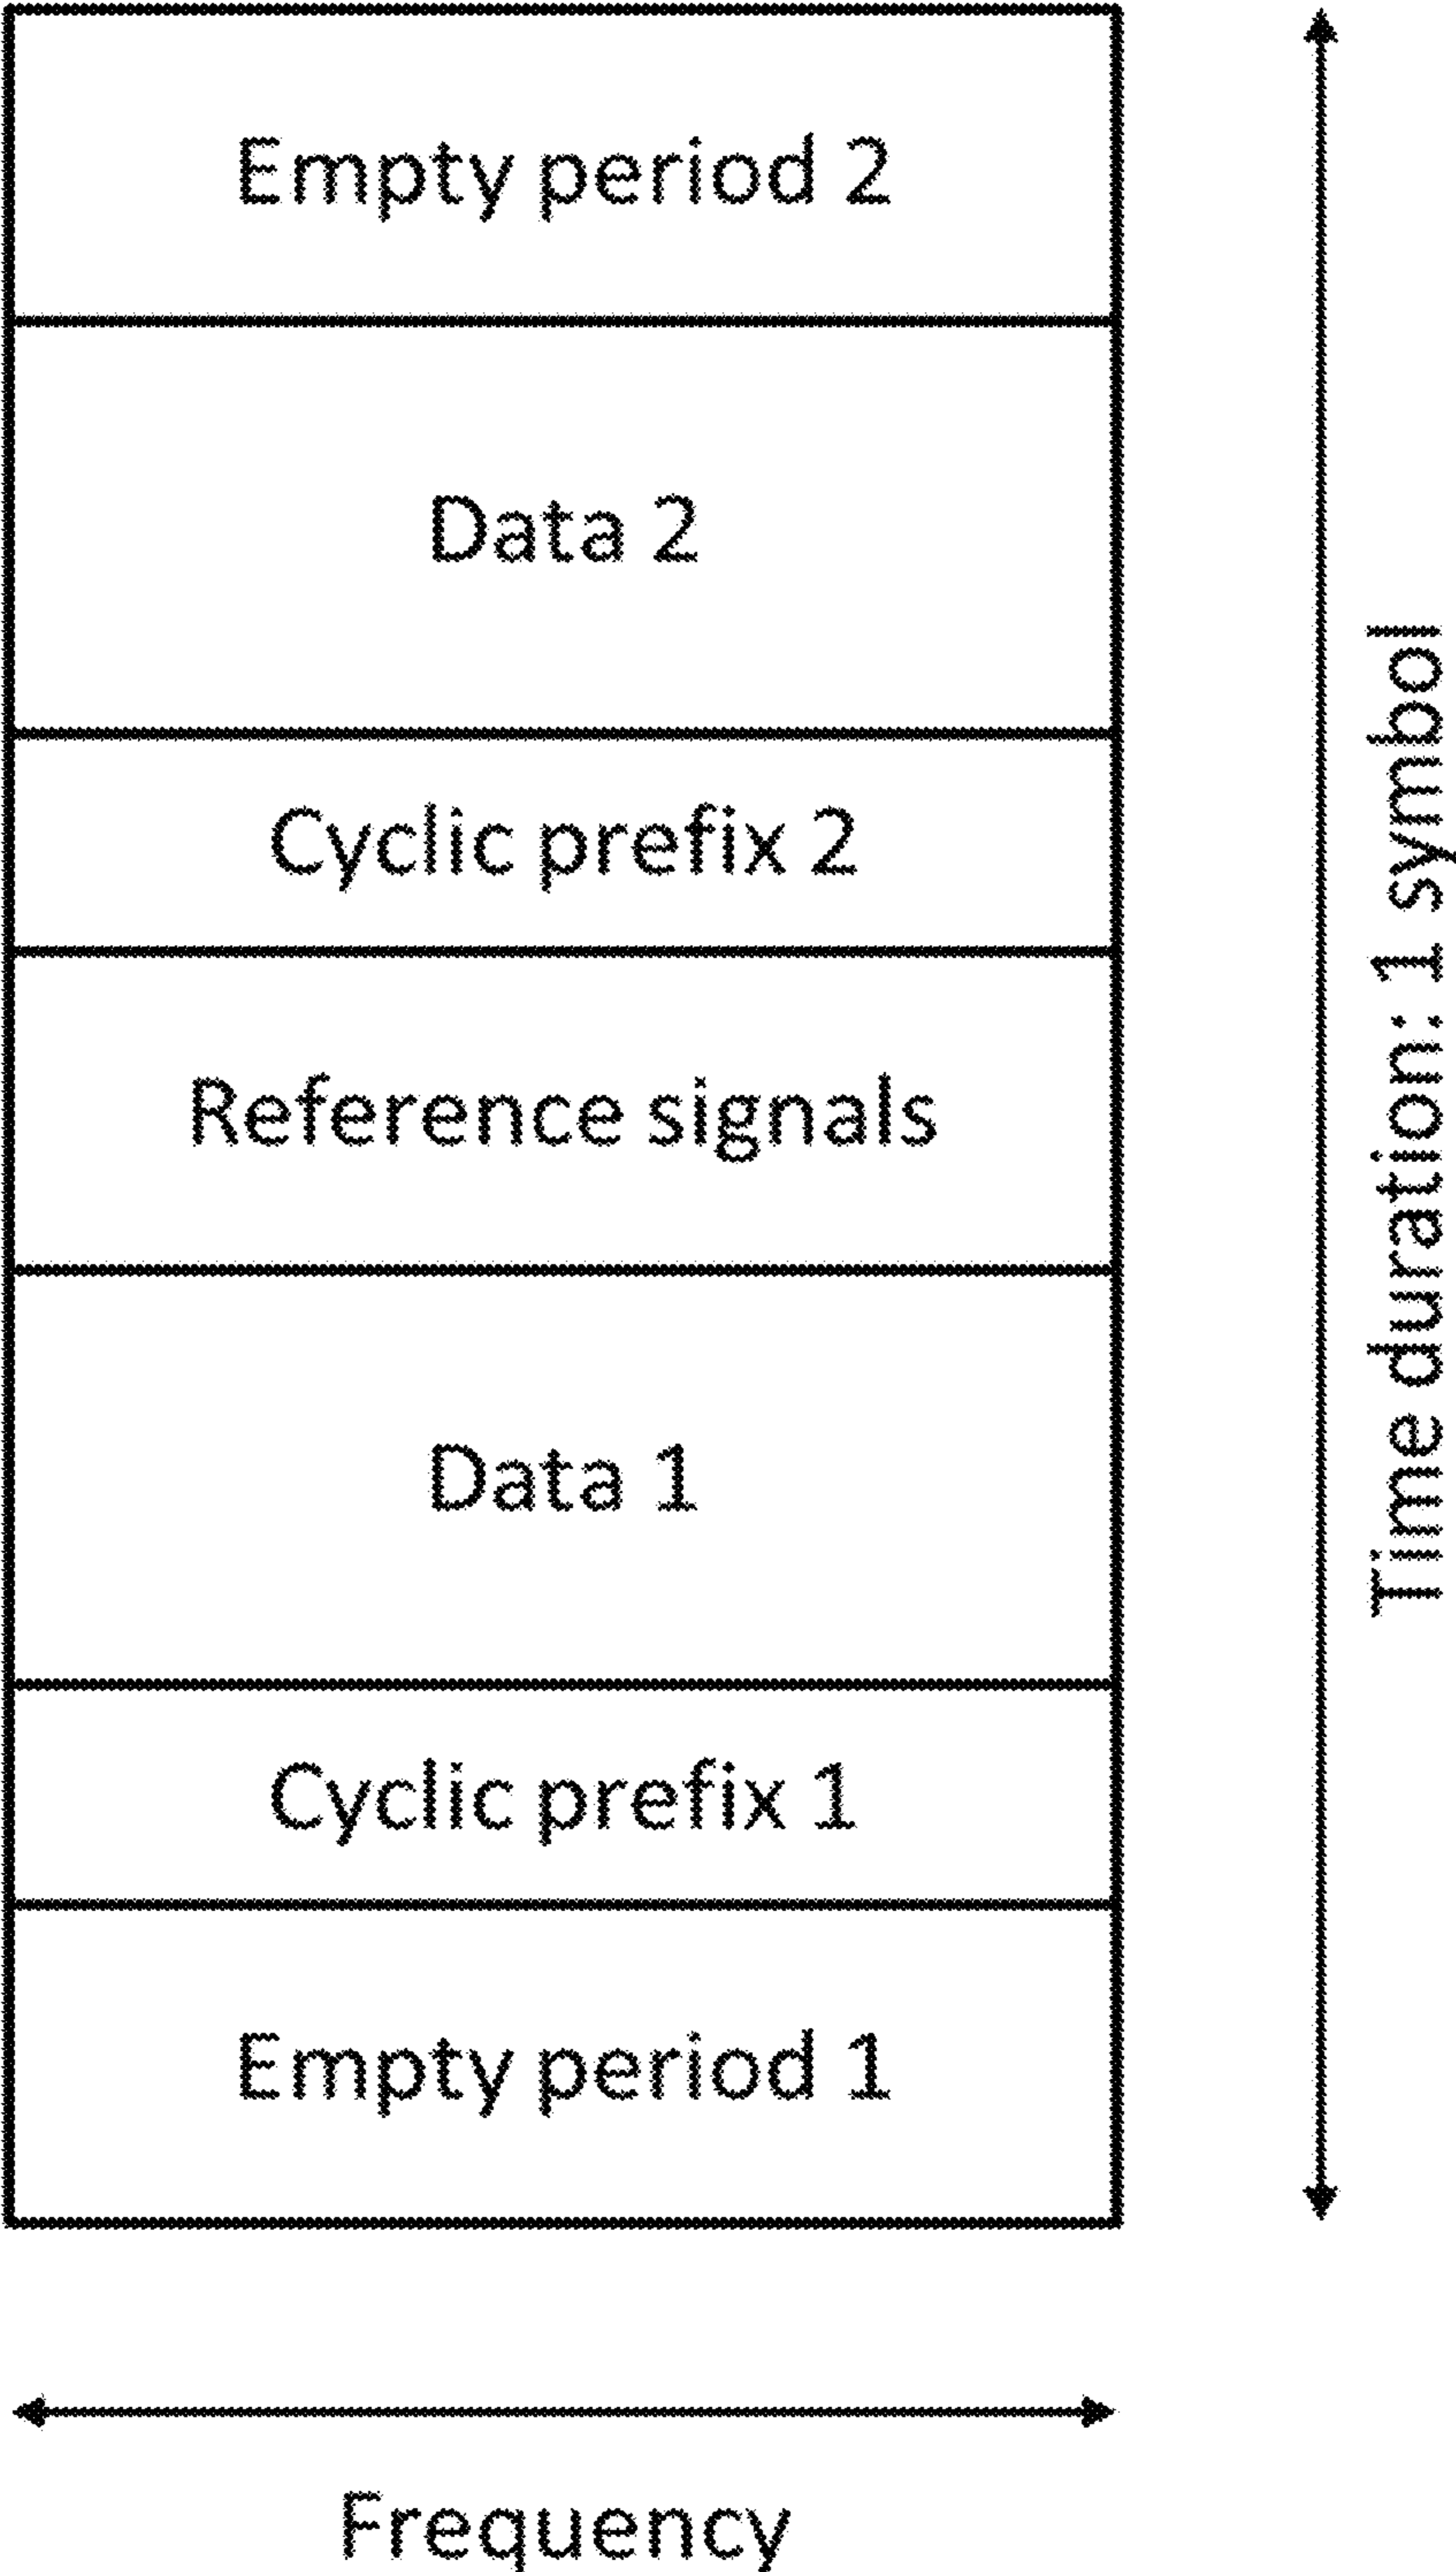 Empty period 2
Data 2
Cyclic prefix 2
Reference signals
Data 1
Cyclic prefix 1
Empty period 1
Time duration: 1 symbol
Frequency